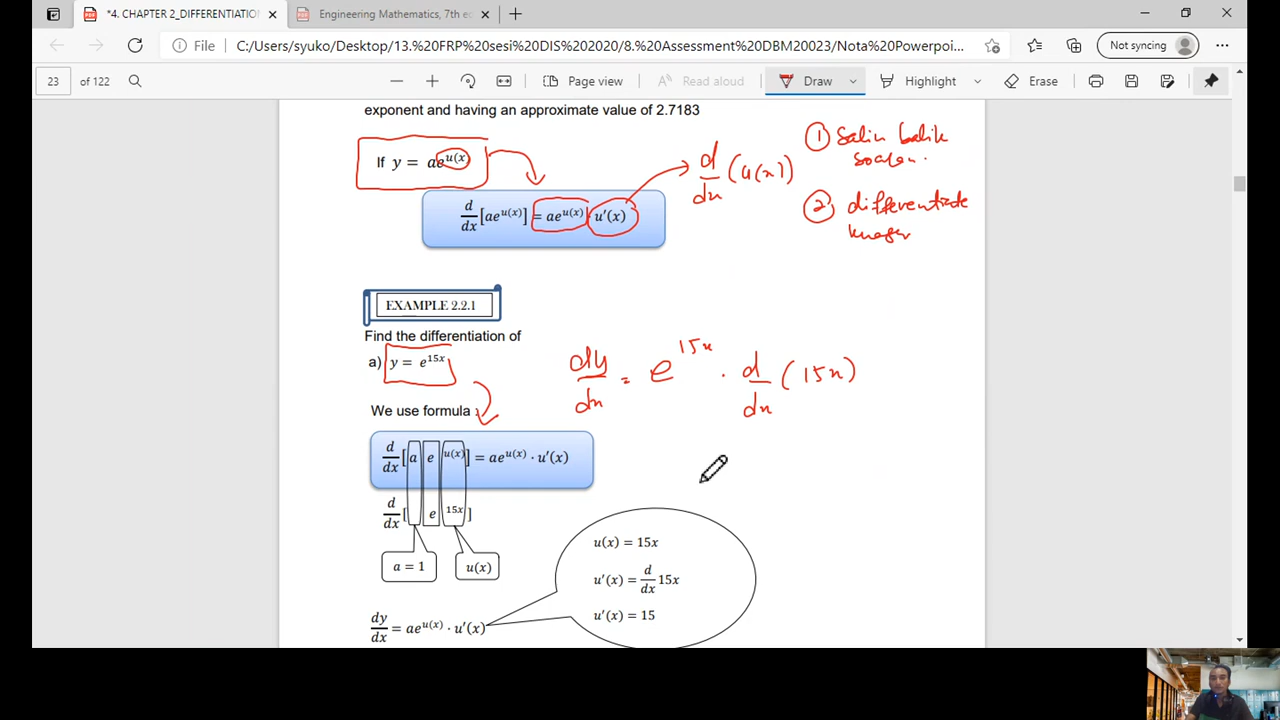 *4. CHAPTER 2_DIFFERENTIATION
Engineering Mathematics, 7th ed
File C:/Users/syuko/Desktop/13.%20FRP%20sesi%20DIS%202020/8.%20Assessment%20DBM20023/Nota%20Powerpoi...
Not syncing
23 of 122
Page view
Read aloud
Draw
Highlight
Erase
exponent and having an approximate value of 2.7183
If y = ae^{u(x)}
d/dx [ae^{u(x)}] = ae^{u(x)} · u'(x)
d/dx (u(x))
① Salin balik
soalan.
② differentiate
kuasa
EXAMPLE 2.2.1
Find the differentiation of
a) y = e^{15x}
dy/dx = e^{15x} · d/dx (15x)
We use formula :
d/dx [a e^{u(x)}] = ae^{u(x)} · u'(x)
d/dx [ e^{15x} ]
a = 1
u(x)
u(x) = 15x
u'(x) = d/dx 15x
u'(x) = 15
dy/dx = ae^{u(x)} · u'(x)